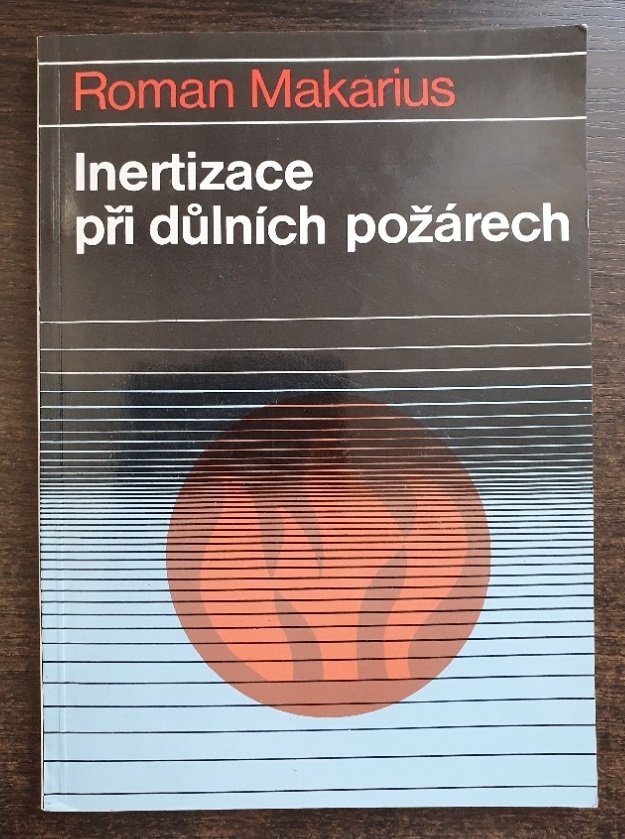 Roman Makarius
Inertizace
při důlních požárech